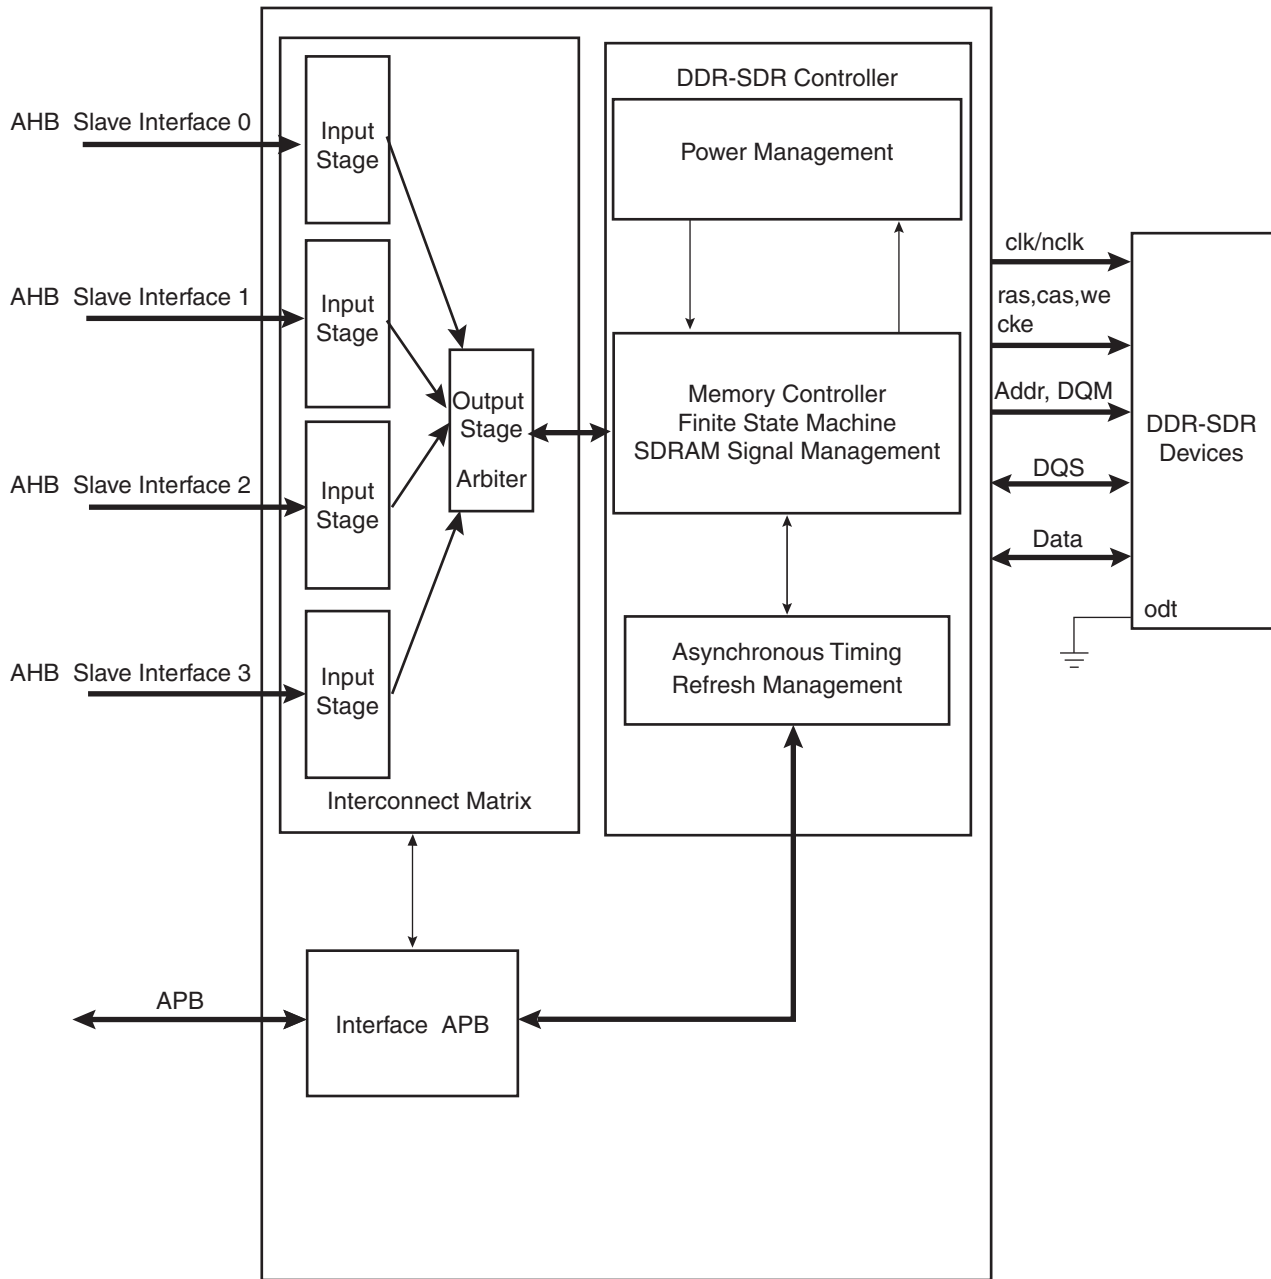 DDR-SDR Controller
AHB Slave Interface 0
Input
Stage
Power Management
clk/nclk
AHB Slave Interface 1
Input
Stage
ras,cas,we
cke
Output
Stage
Arbiter
Memory Controller
Finite State Machine
SDRAM Signal Management
Addr, DQM
DDR-SDR
Devices
AHB Slave Interface 2
Input
Stage
DQS
Data
odt
AHB Slave Interface 3
Input
Stage
Asynchronous Timing
Refresh Management
Interconnect Matrix
APB
Interface APB